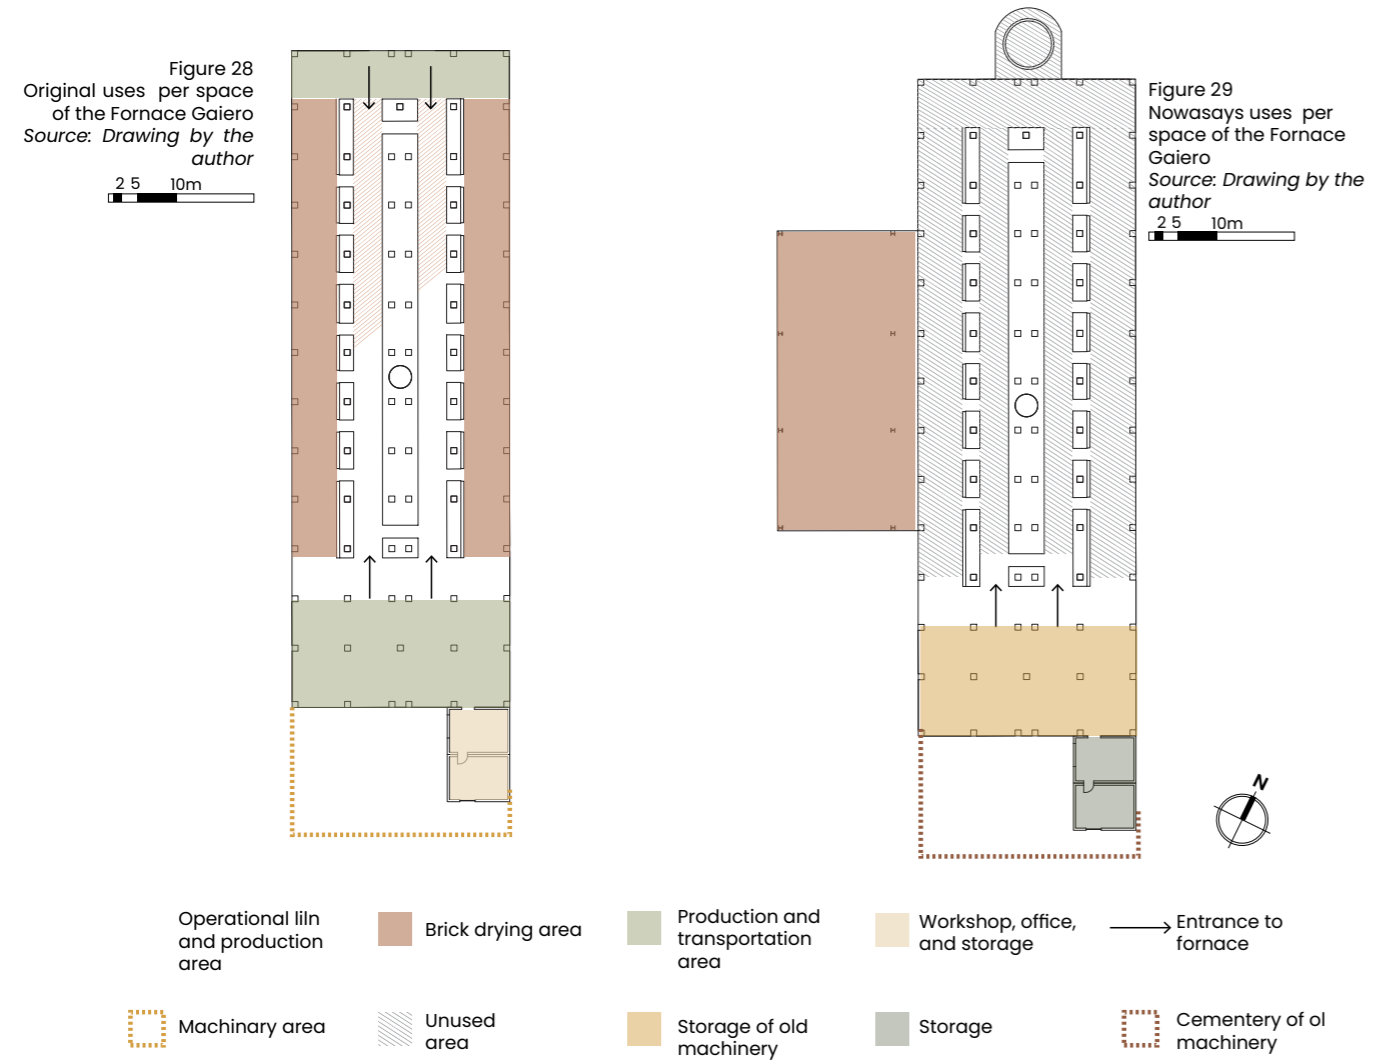 Figure 28
Original uses per space
of the Fornace Gaiero
Source: Drawing by the
author
2 5 10m
Figure 29
Nowasays uses per
space of the Fornace
Gaiero
Source: Drawing by the
author
2 5 10m
N
Operational liln
and production
area
Brick drying area
Production and
transportation
area
Workshop, office,
and storage
Entrance to
fornace
Machinary area
Unused
area
Storage of old
machinery
Storage
Cementery of ol
machinery